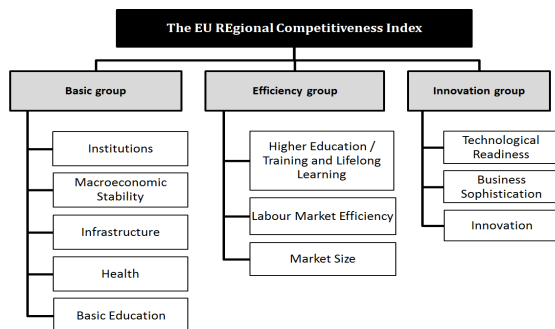 The EU REgional Competitiveness Index
Basic group
Efficiency group
Innovation group
Institutions
Macroeconomic
Stability
Infrastructure
Health
Basic Education
Higher Education /
Training and Lifelong
Learning
Labour Market Efficiency
Market Size
Technological
Readiness
Business
Sophistication
Innovation